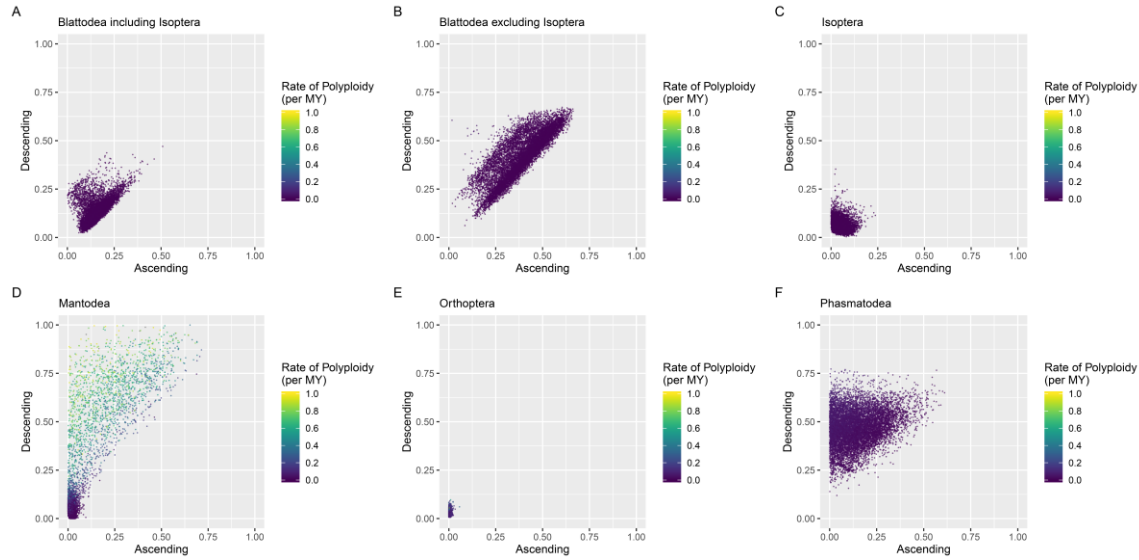 A
Blattodea including Isoptera
1.00
0.75
0.50
0.25
0.00
Descending
0.00 0.25 0.50 0.75 1.00
Ascending
Rate of Polyploidy
(per MY)
1.0
0.8
0.6
0.4
0.2
0.0
B
Blattodea excluding Isoptera
1.00
0.75
0.50
0.25
0.00
Descending
0.00 0.25 0.50 0.75 1.00
Ascending
Rate of Polyploidy
(per MY)
1.0
0.8
0.6
0.4
0.2
0.0
C
Isoptera
1.00
0.75
0.50
0.25
0.00
Descending
0.00 0.25 0.50 0.75 1.00
Ascending
Rate of Polyploidy
(per MY)
1.0
0.8
0.6
0.4
0.2
0.0
D
Mantodea
1.00
0.75
0.50
0.25
0.00
Descending
0.00 0.25 0.50 0.75 1.00
Ascending
Rate of Polyploidy
(per MY)
1.0
0.8
0.6
0.4
0.2
0.0
E
Orthoptera
1.00
0.75
0.50
0.25
0.00
Descending
0.00 0.25 0.50 0.75 1.00
Ascending
Rate of Polyploidy
(per MY)
1.0
0.8
0.6
0.4
0.2
0.0
F
Phasmatodea
1.00
0.75
0.50
0.25
0.00
Descending
0.00 0.25 0.50 0.75 1.00
Ascending
Rate of Polyploidy
(per MY)
1.0
0.8
0.6
0.4
0.2
0.0